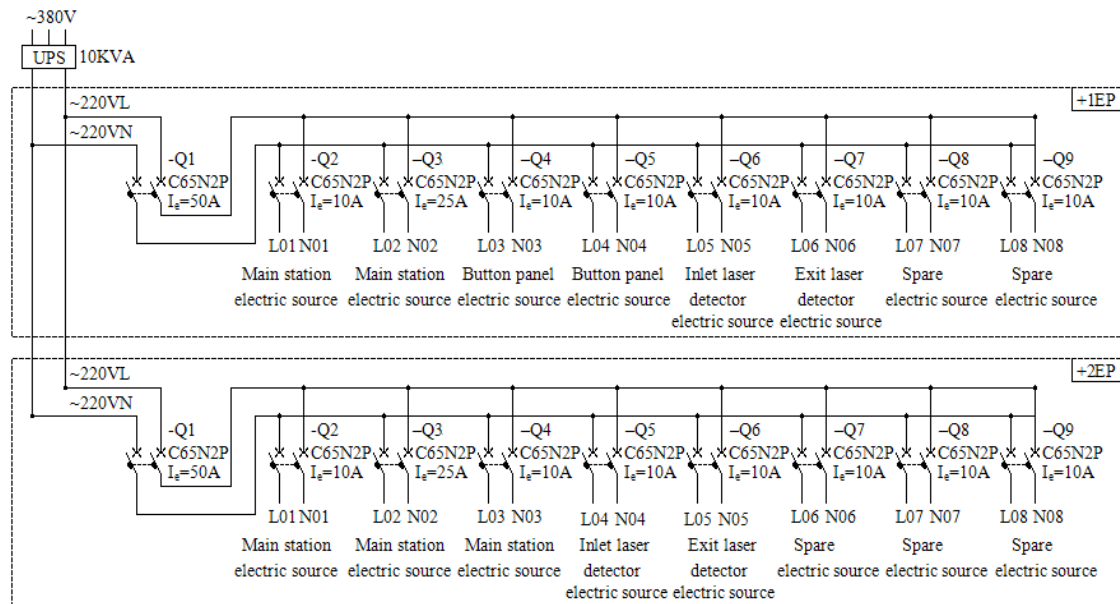 ~380V
UPS 10KVA
+1EP
~220VL
~220VN
-Q1 -Q2 –Q3 –Q4 –Q5 –Q6 –Q7 –Q8 –Q9
C65N2P C65N2P C65N2P C65N2P C65N2P C65N2P C65N2P C65N2P C65N2P
Ie=50A Ie=10A Ie=25A Ie=10A Ie=10A Ie=10A Ie=10A Ie=10A Ie=10A
L01 N01 L02 N02 L03 N03 L04 N04 L05 N05 L06 N06 L07 N07 L08 N08
Main station Main station Button panel Button panel Inlet laser Exit laser Spare Spare
electric source electric source electric source electric source detector detector electric source electric source
electric source electric source
+2EP
~220VL
~220VN
-Q1 -Q2 –Q3 –Q4 –Q5 –Q6 –Q7 –Q8 –Q9
C65N2P C65N2P C65N2P C65N2P C65N2P C65N2P C65N2P C65N2P C65N2P
Ie=50A Ie=10A Ie=25A Ie=10A Ie=10A Ie=10A Ie=10A Ie=10A Ie=10A
L01 N01 L02 N02 L03 N03 L04 N04 L05 N05 L06 N06 L07 N07 L08 N08
Main station Main station Main station Inlet laser Exit laser Spare Spare Spare
electric source electric source electric source detector detector electric source electric source electric source
electric source electric source